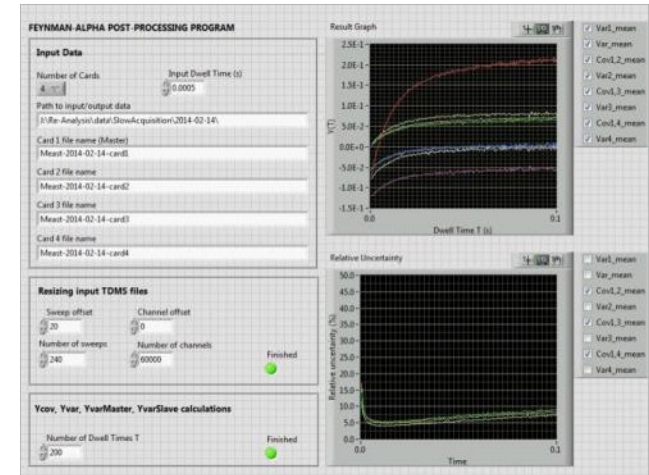 FEYNMAN-ALPHA POST-PROCESSING PROGRAM
Input Data
Number of Cards
4
Input Dwell Time (s)
0.0005
Path to input/output data
I:\Re-Analysis\data\SlowAcquisition\2014-02-14\
Card 1 file name (Master)
Meast-2014-02-14-card1
Card 2 file name
Meast-2014-02-14-card2
Card 3 file name
Meast-2014-02-14-card3
Card 4 file name
Meast-2014-02-14-card4
Resizing input TDMS files
Sweep offset
20
Channel offset
0
Number of sweeps
240
Number of channels
60000
Finished
Ycov, Yvar, YvarMaster, YvarSlave calculations
Number of Dwell Times T
200
Finished
Result Graph
2.5E-1
2.0E-1
1.5E-1
1.0E-1
5.0E-2
0.0E+0
-5.0E-2
-1.0E-1
-1.5E-1
Y(T)
0.0
0.1
Dwell Time T (s)
Var1_mean
Var_mean
Cov1,2_mean
Var2_mean
Cov1,3_mean
Var3_mean
Cov1,4_mean
Var4_mean
Relative Uncertainty
50.0
45.0
40.0
35.0
30.0
25.0
20.0
15.0
10.0
5.0
0.0
Relative uncertainty (%)
0.0
0.1
Time
Var1_mean
Var_mean
Cov1,2_mean
Var2_mean
Cov1,3_mean
Var3_mean
Cov1,4_mean
Var4_mean